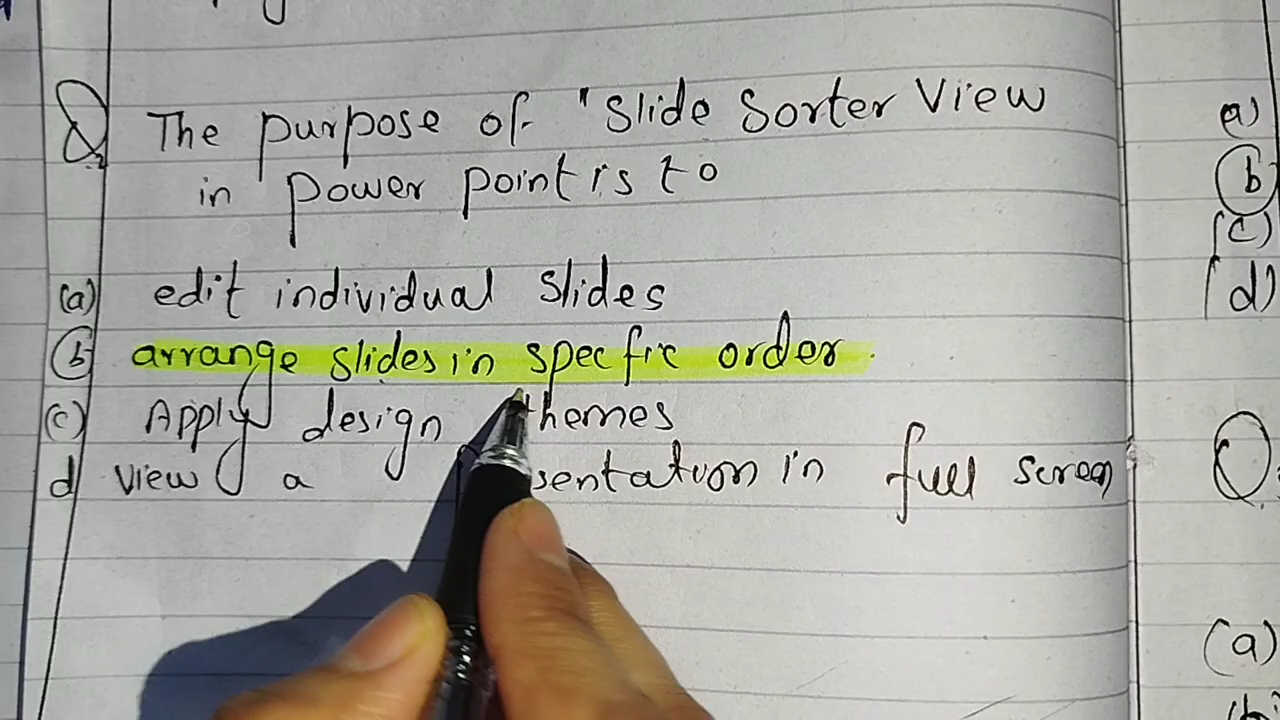 Q. The purpose of "Slide Sorter View
in power point is to
(a) edit individual slides
(b) arrange slides in specfic order.
(c) Apply design themes
d view a sentation in full screen
a)
b
(c)
(d)
Q.
(a)